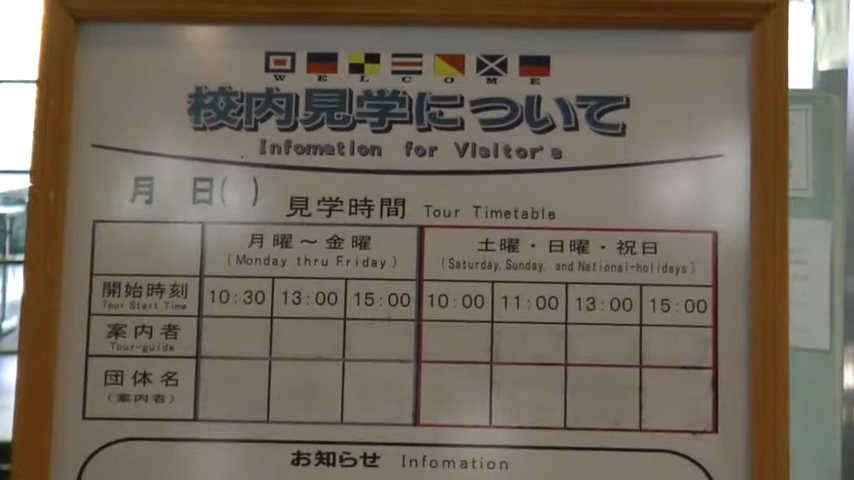 WELCOME
校内見学について
Infomation for Visitor's
月 日( )
見学時間 Tour Timetable
月曜～金曜 土曜・日曜・祝日
(Monday thru Friday) (Saturday, Sunday, and National-holidays)
開始時刻 10:30 13:00 15:00 10:00 11:00 13:00 15:00
Tour Start Time
案内者
Tour-guide
団体名
(案内者)
お知らせ Infomation